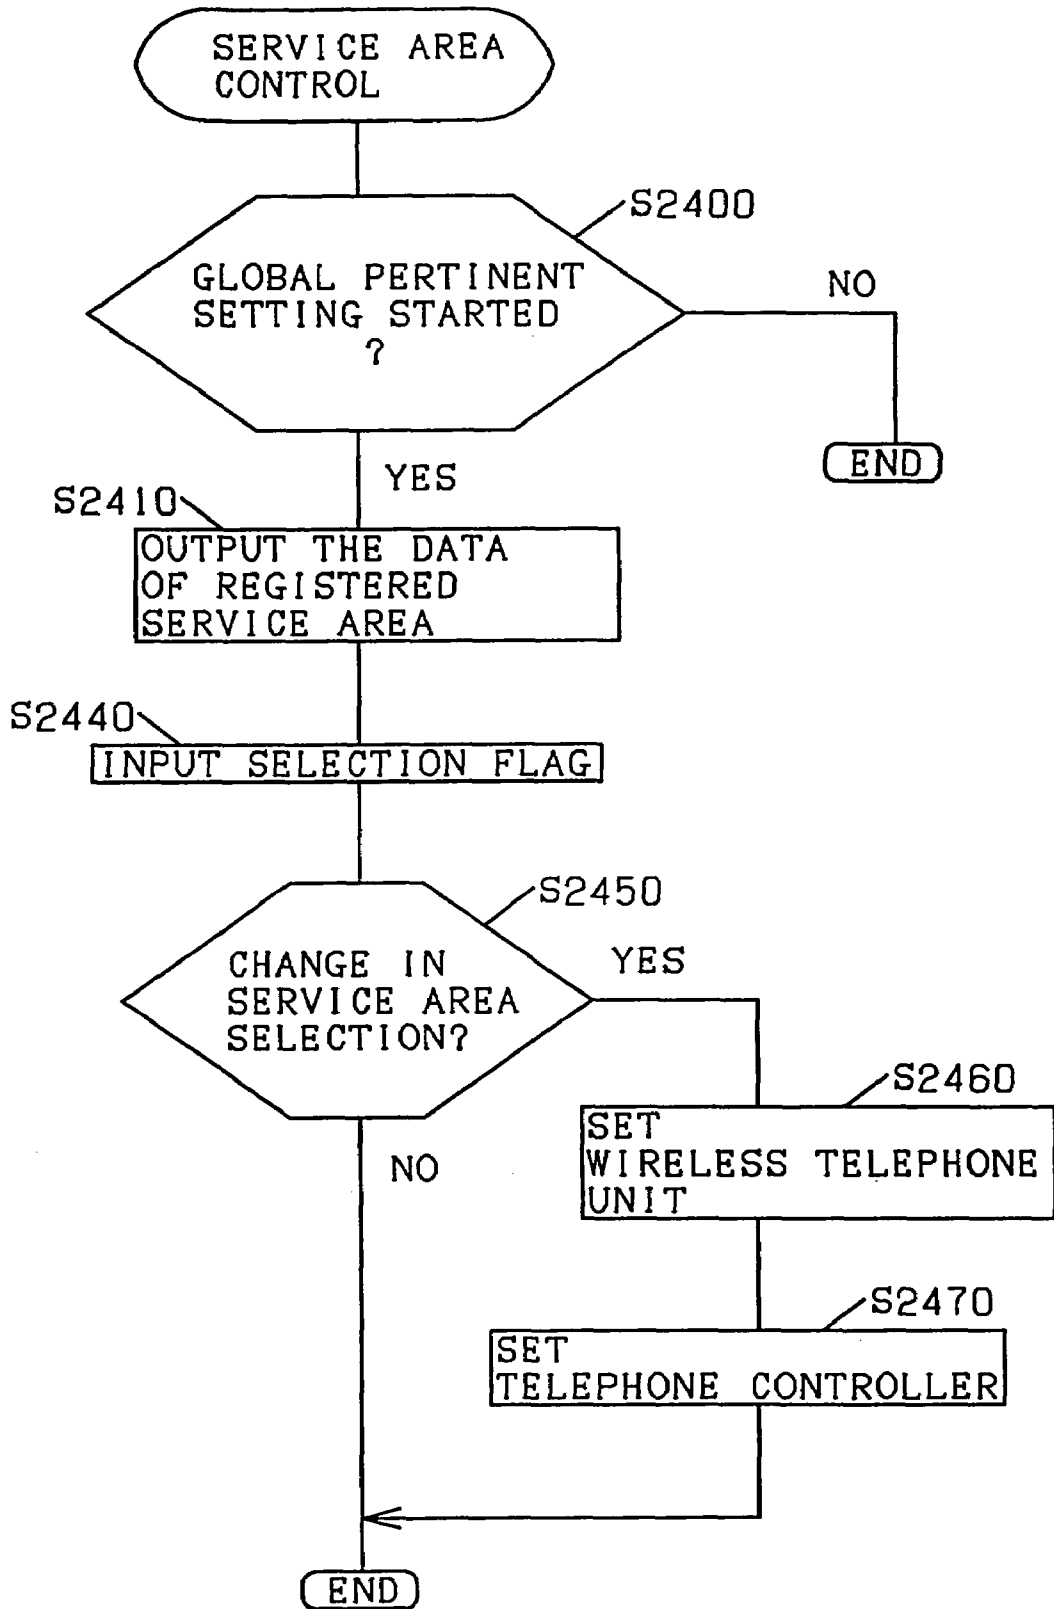 SERVICE AREA
CONTROL
S2400
GLOBAL PERTINENT
SETTING STARTED
?
NO
END
YES
S2410
OUTPUT THE DATA
OF REGISTERED
SERVICE AREA
S2440
INPUT SELECTION FLAG
S2450
CHANGE IN
SERVICE AREA
SELECTION?
YES
S2460
SET
WIRELESS TELEPHONE
UNIT
NO
S2470
SET
TELEPHONE CONTROLLER
END